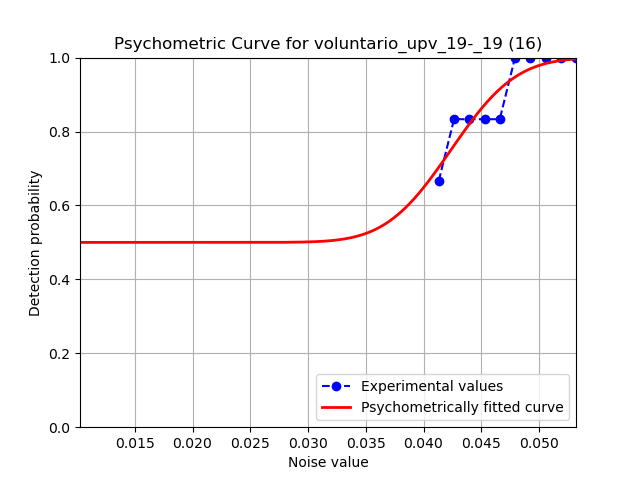 Psychometric Curve for voluntario_upv_19-_19 (16)
Detection probability
1.0
0.8
0.6
0.4
0.2
0.0
Experimental values
Psychometrically fitted curve
0.015 0.020 0.025 0.030 0.035 0.040 0.045 0.050
Noise value